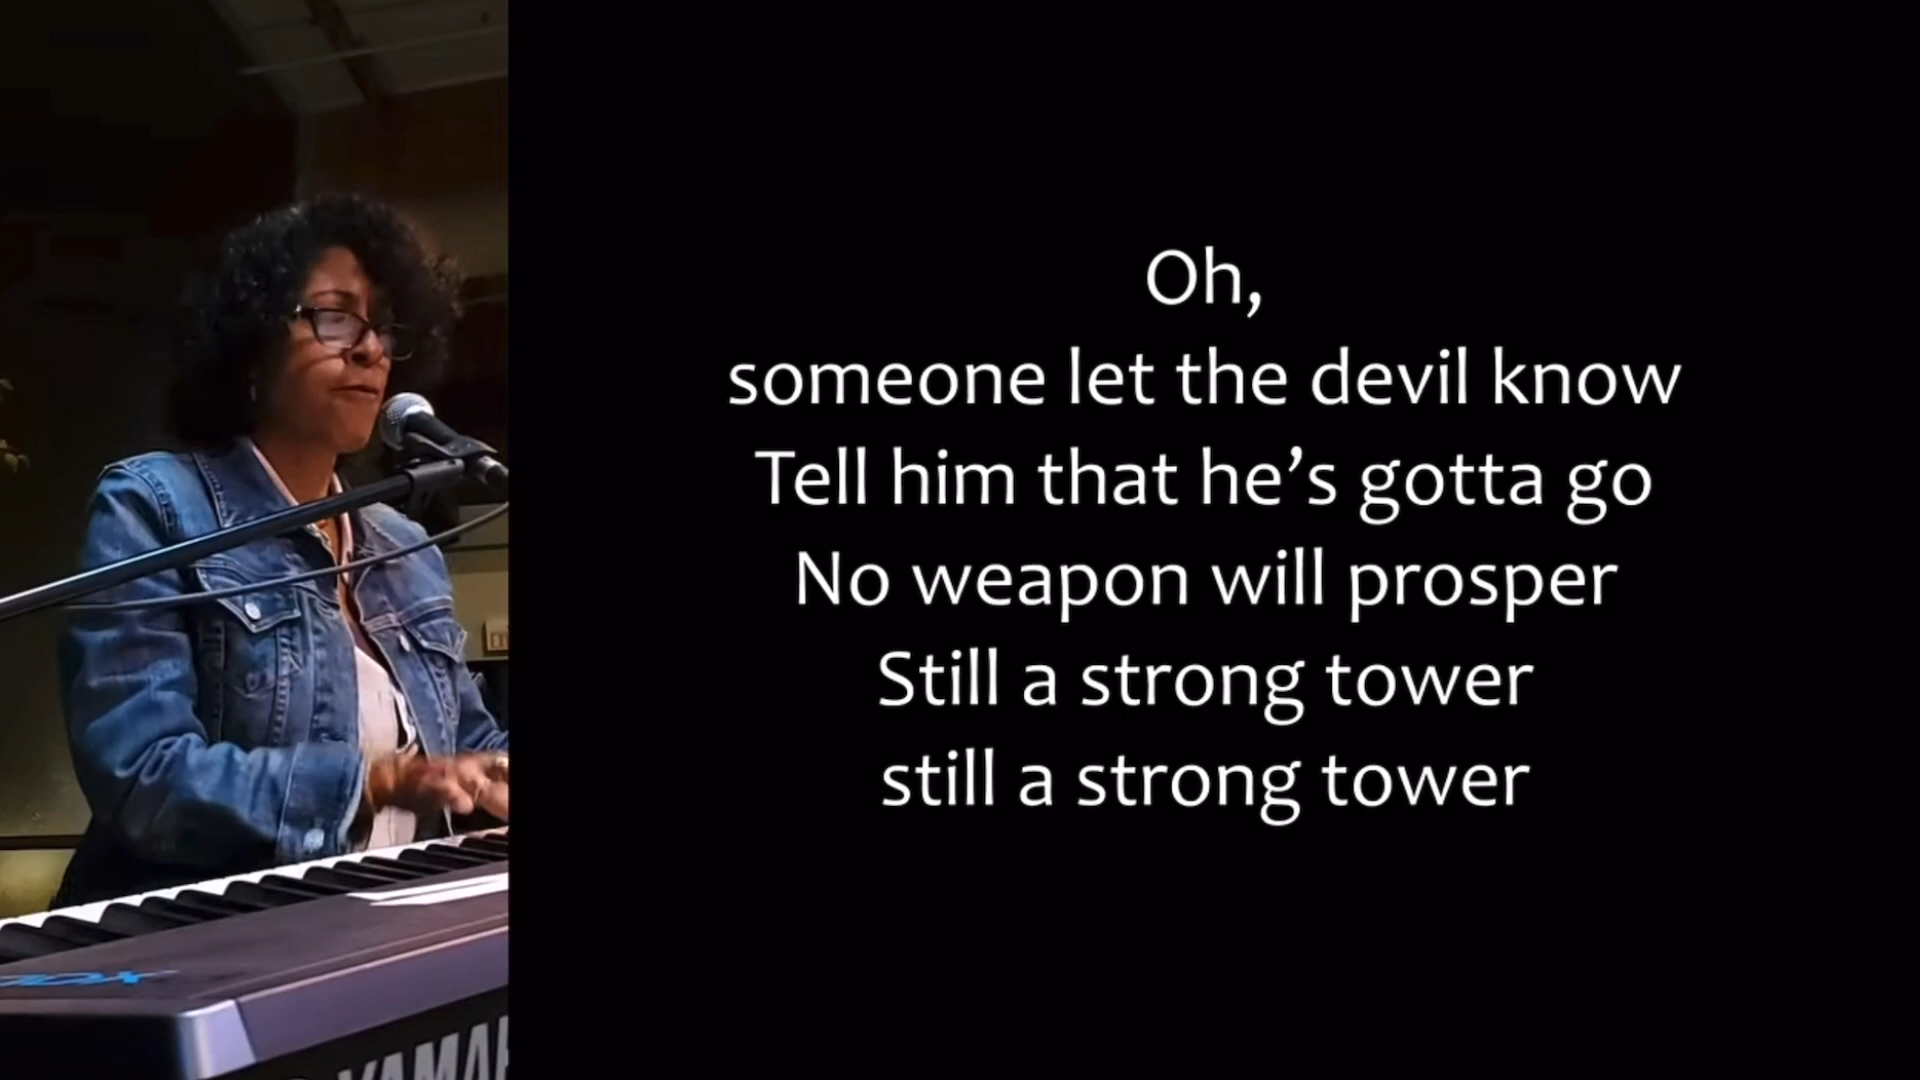 Oh,
someone let the devil know
Tell him that he’s gotta go
No weapon will prosper
Still a strong tower
still a strong tower
YAMAH